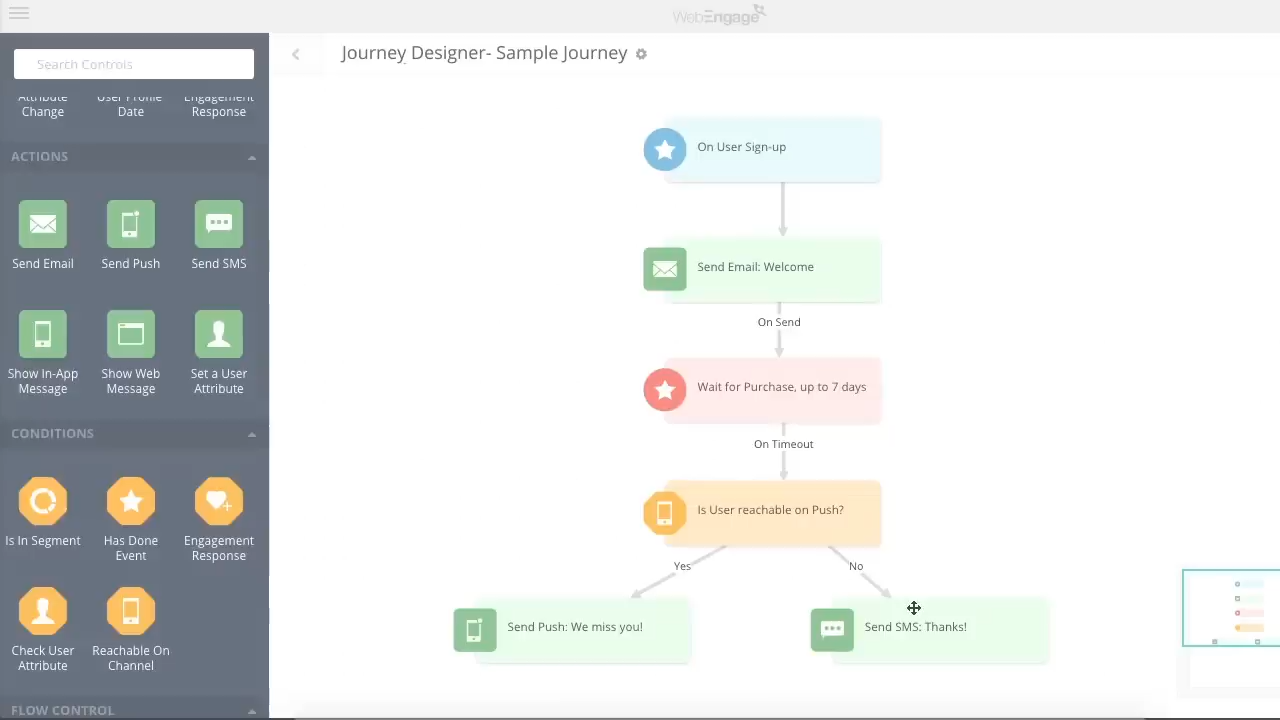 WebEngage
Journey Designer- Sample Journey
Search Controls
Attribute Change
User Profile Date
Engagement Response
ACTIONS
Send Email
Send Push
Send SMS
Show In-App Message
Show Web Message
Set a User Attribute
CONDITIONS
Is In Segment
Has Done Event
Engagement Response
Check User Attribute
Reachable On Channel
FLOW CONTROL
On User Sign-up
Send Email: Welcome
On Send
Wait for Purchase, up to 7 days
On Timeout
Is User reachable on Push?
Yes
No
Send Push: We miss you!
Send SMS: Thanks!